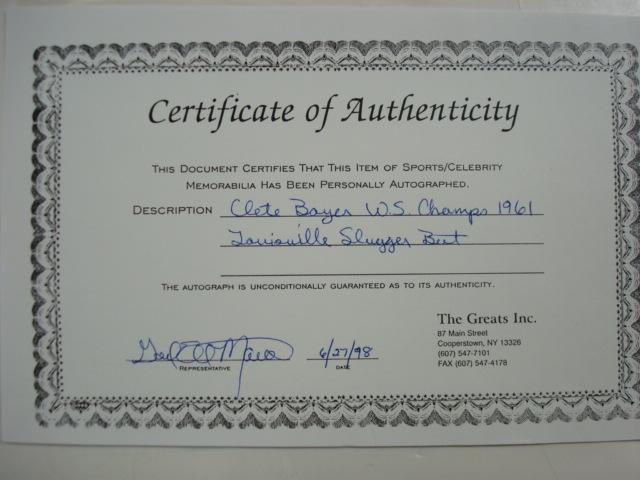 Certificate of Authenticity
THIS DOCUMENT CERTIFIES THAT THIS ITEM OF SPORTS/CELEBRITY
MEMORABILIA HAS BEEN PERSONALLY AUTOGRAPHED.
DESCRIPTION Clete Boyer W.S. Champs 1961
Louisville Slugger Bat
THE AUTOGRAPH IS UNCONDITIONALLY GUARANTEED AS TO ITS AUTHENTICITY.
The Greats Inc.
87 Main Street
Cooperstown, NY 13326
(607) 547-7101
FAX (607) 547-4178
6/27/98
REPRESENTATIVE DATE